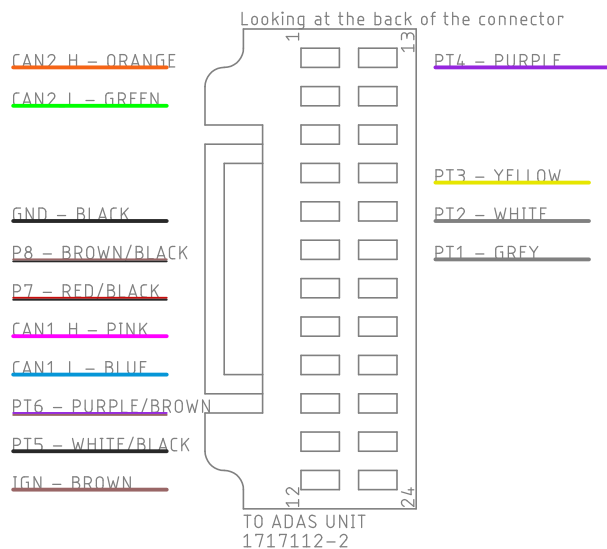 Looking at the back of the connector
1
13
CAN2 H – ORANGE
PT4 – PURPLE
CAN2 L – GREEN
PT3 – YELLOW
GND – BLACK
PT2 – WHITE
P8 – BROWN/BLACK
PT1 – GREY
P7 – RED/BLACK
CAN1 H – PINK
CAN1 L – BLUE
PT6 – PURPLE/BROWN
PT5 – WHITE/BLACK
IGN – BROWN
12
24
TO ADAS UNIT
1717112–2